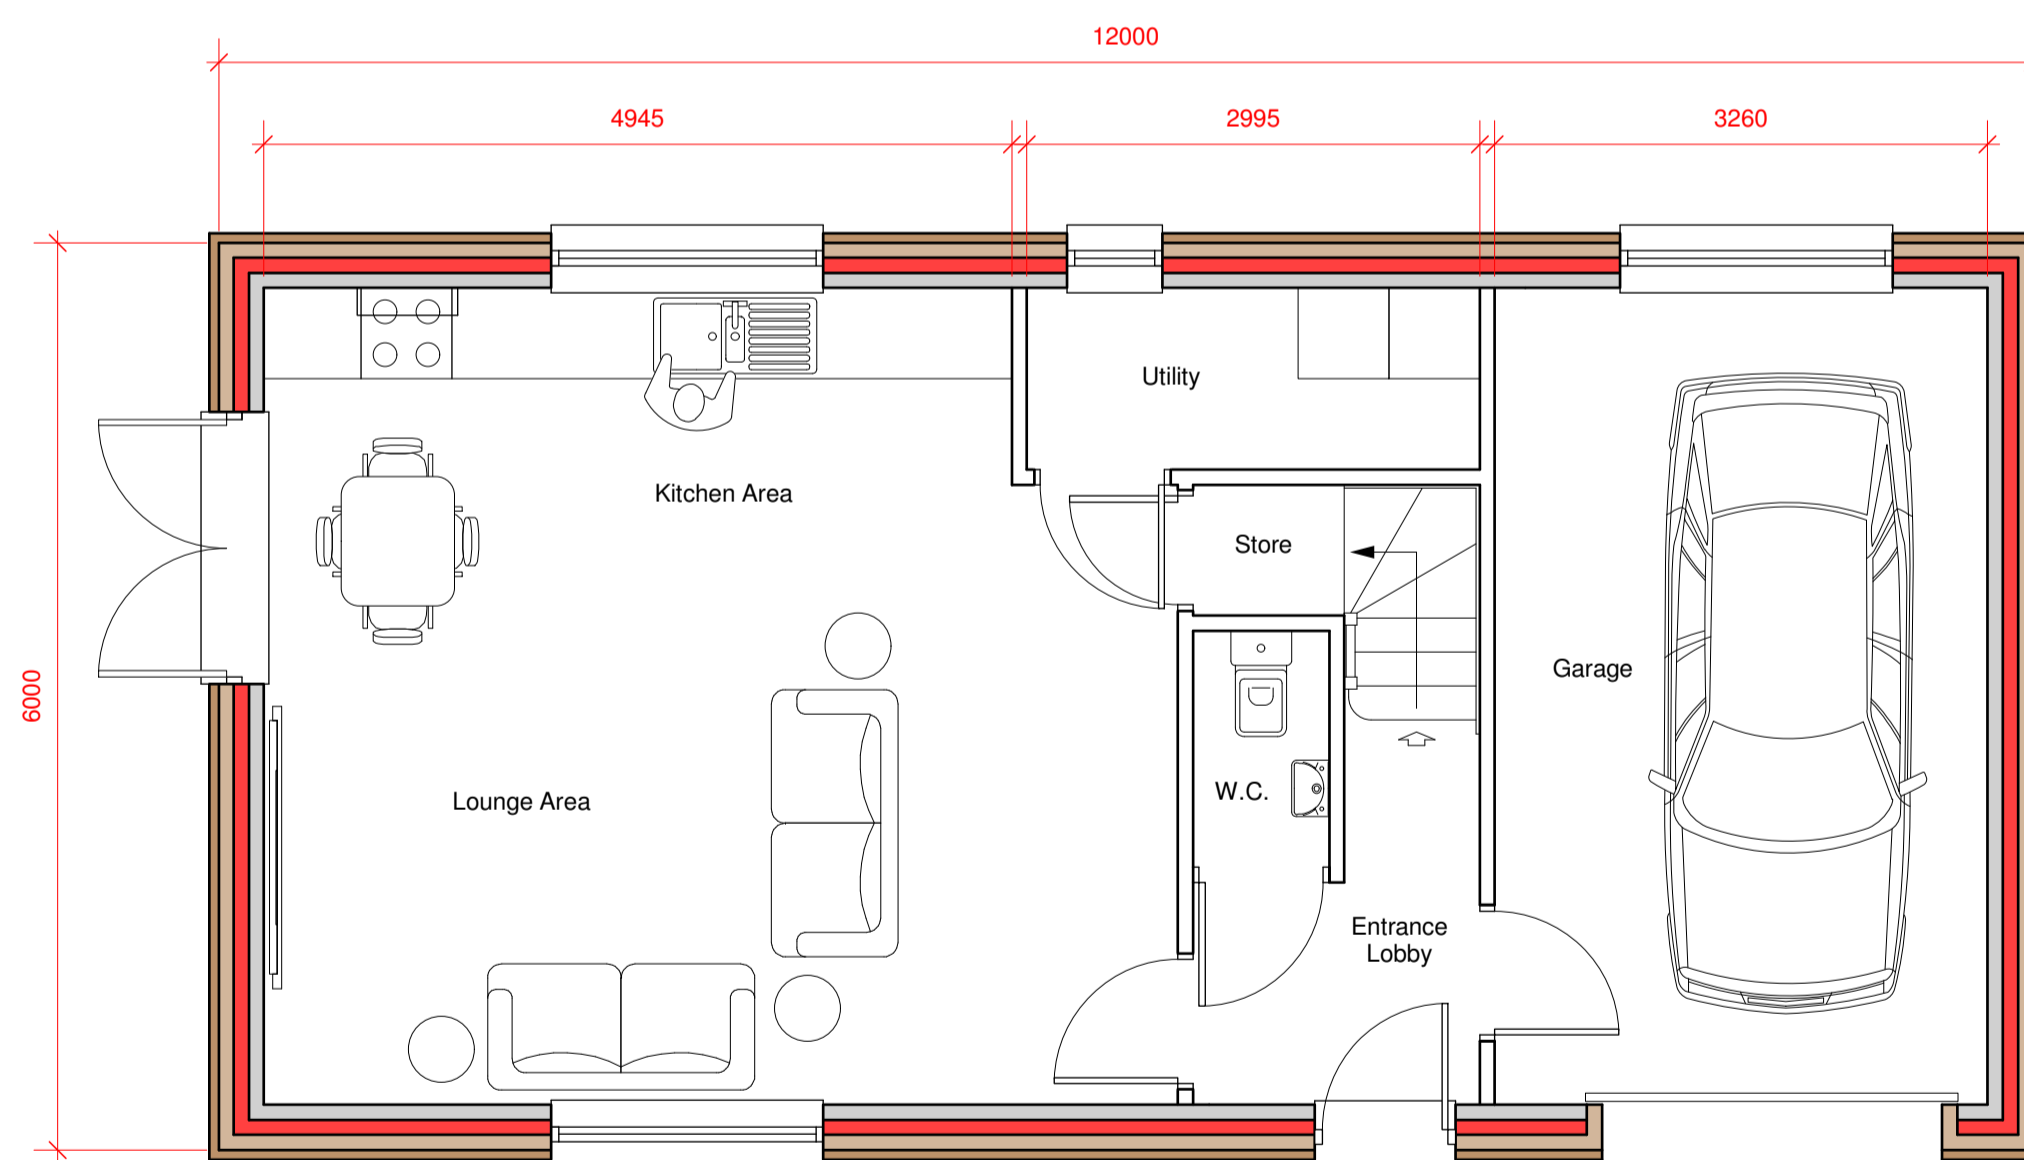 12000
4945
2995
3260
Utility
Kitchen Area
Store
Garage
6000
W.C.
Lounge Area
Entrance
Lobby